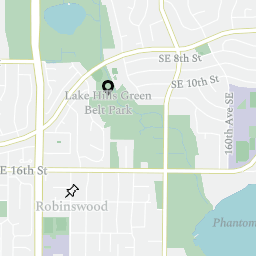 SE 8th St
SE 10th St
Lake Hills Green
Belt Park
160th Ave SE
E 16th St
Robinswood
Phantom